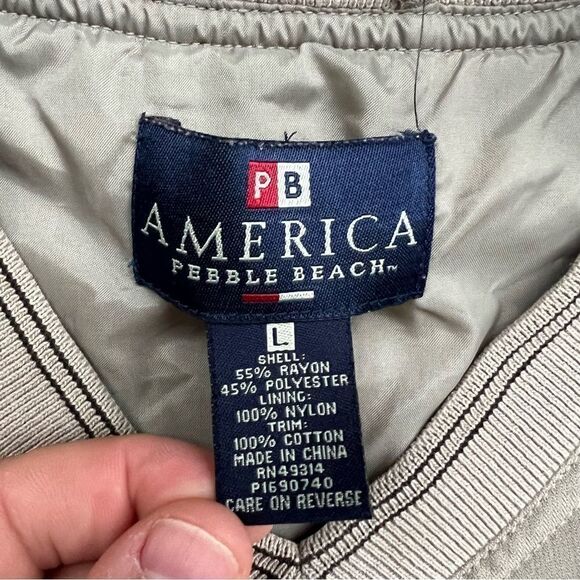 P B
AMERICA
PEBBLE BEACH™
L
SHELL:
55% RAYON
45% POLYESTER
LINING:
100% NYLON
TRIM:
100% COTTON
MADE IN CHINA
RN49314
P1690740
CARE ON REVERSE